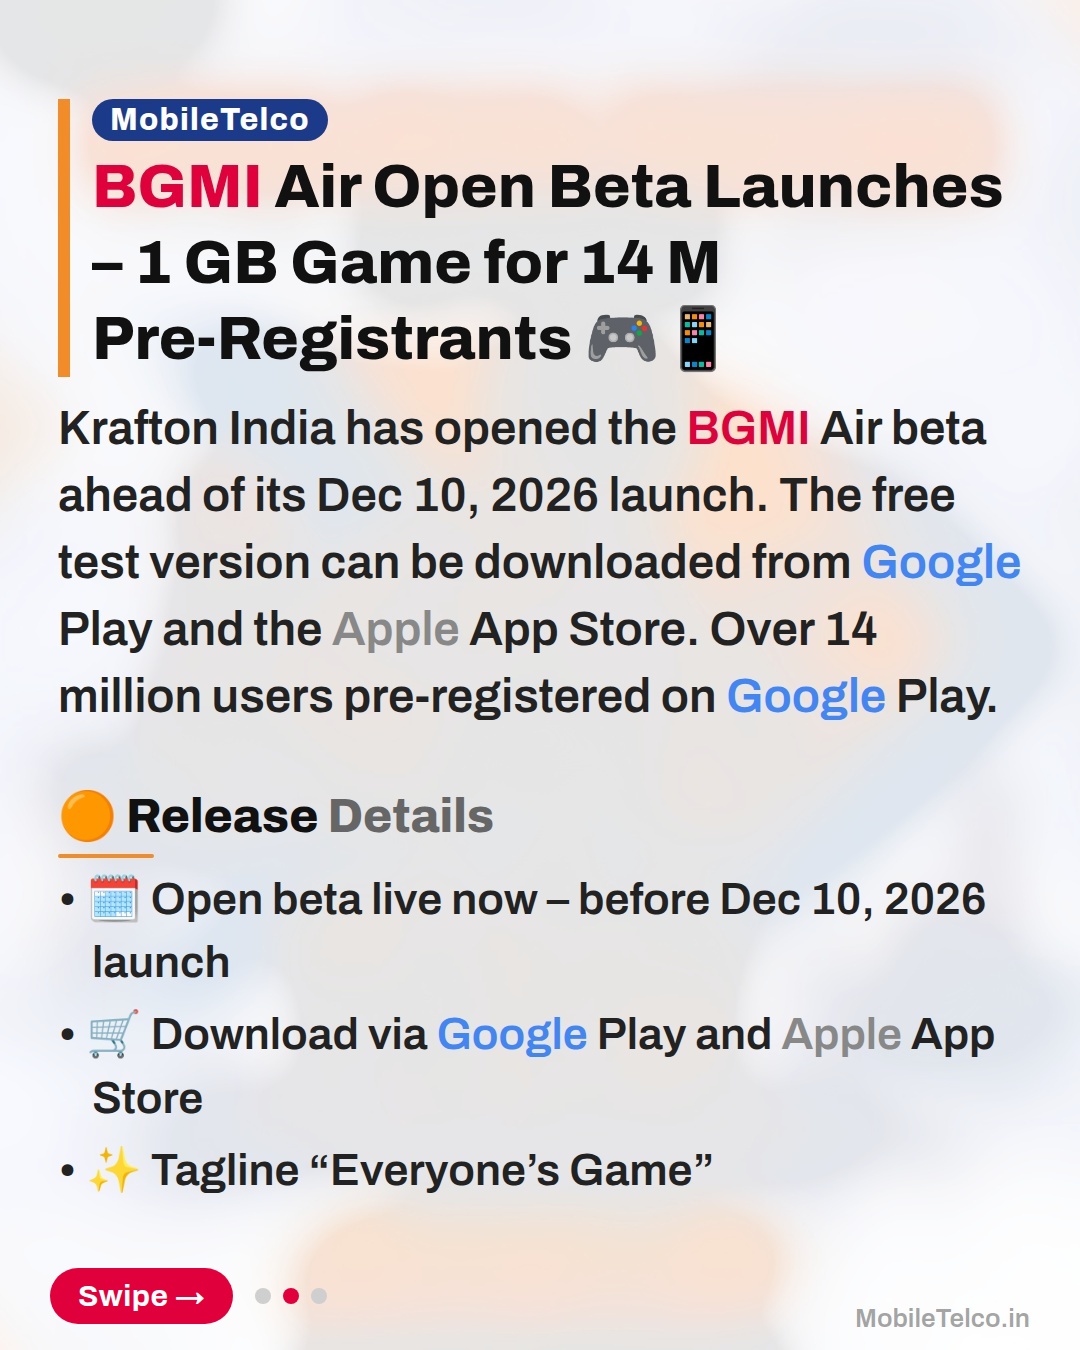 MobileTelco
BGMI Air Open Beta Launches
– 1 GB Game for 14 M
Pre-Registrants 🎮 📱
Krafton India has opened the BGMI Air beta
ahead of its Dec 10, 2026 launch. The free
test version can be downloaded from Google
Play and the Apple App Store. Over 14
million users pre-registered on Google Play.
🟠 Release Details
• 🗓️ Open beta live now – before Dec 10, 2026
launch
• 🛒 Download via Google Play and Apple App
Store
• ✨ Tagline “Everyone’s Game”
Swipe →
MobileTelco.in